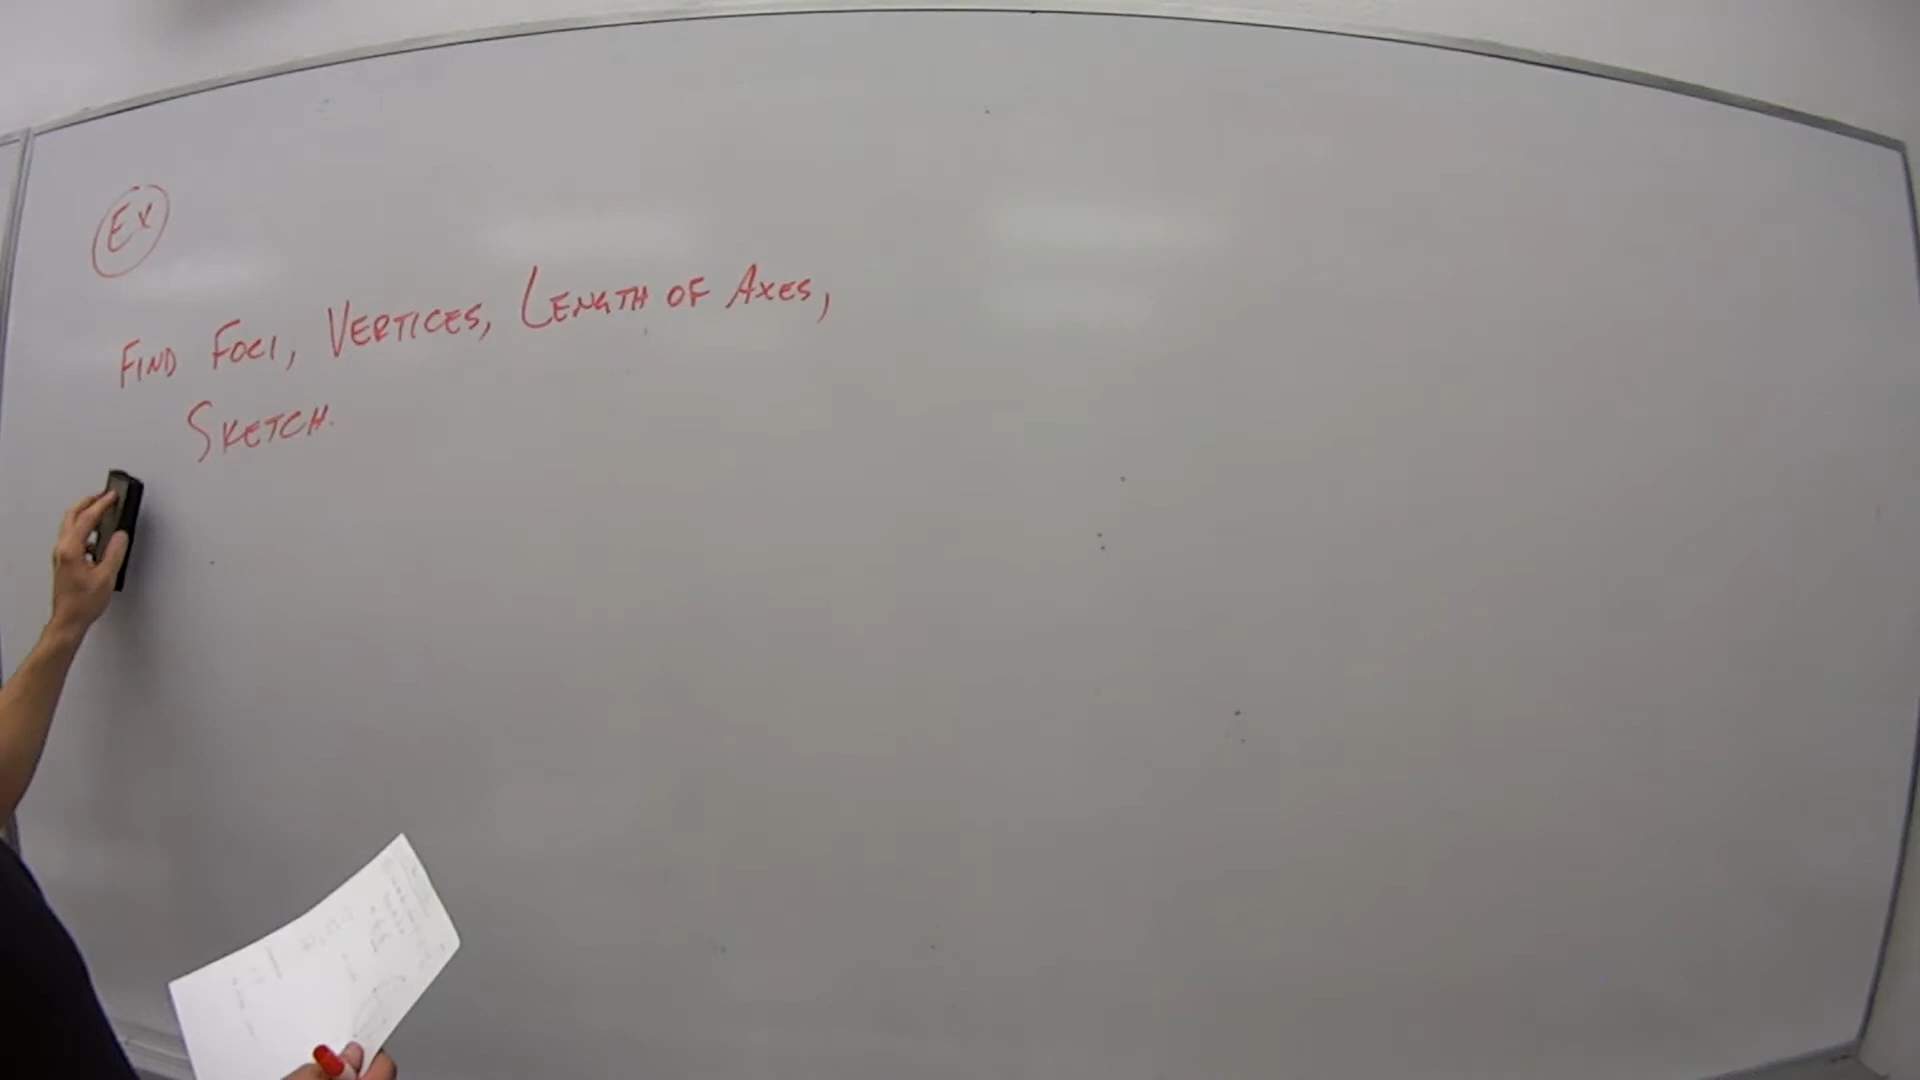 Ex
Find Foci, Vertices, Length of Axes,
Sketch.